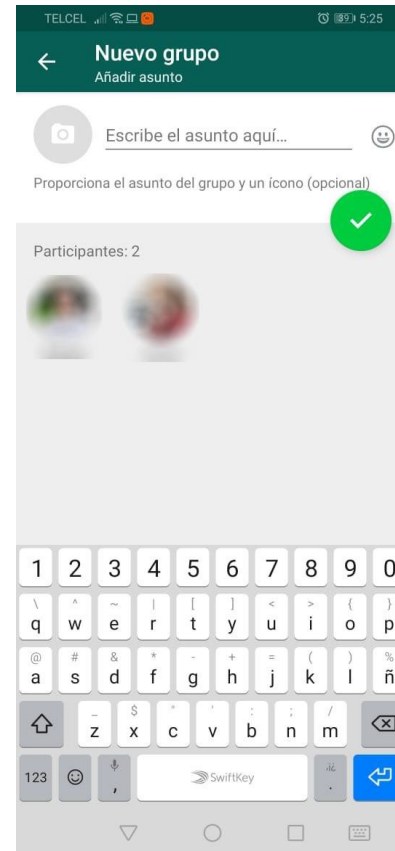 TELCEL 89 5:25
Nuevo grupo
Añadir asunto
Escribe el asunto aquí...
Proporciona el asunto del grupo y un ícono (opcional)
Participantes: 2
1 2 3 4 5 6 7 8 9 0
\ ^ ~ | [ ] < > { }
q w e r t y u i o p
@ # & * - + = ( ) %
a s d f g h j k l ñ
_ $ " ' : ; /
z x c v b n m
123 , SwiftKey .